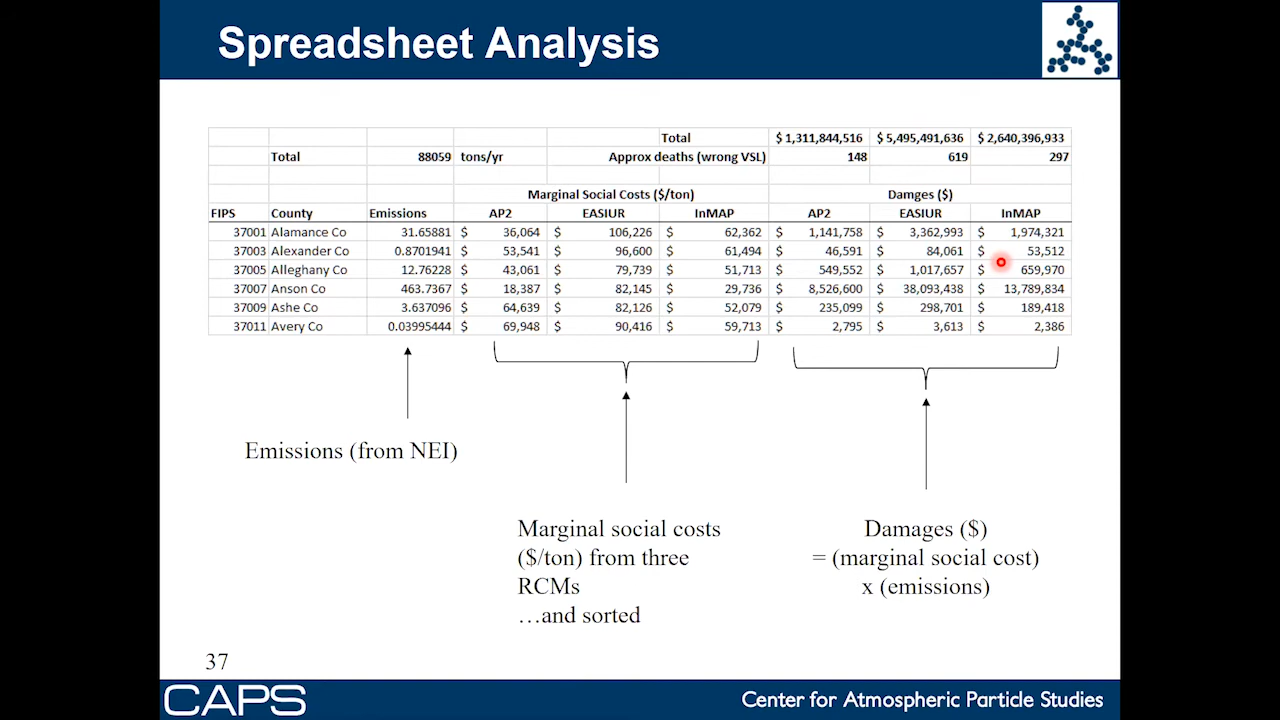 Spreadsheet Analysis
Total $ 1,311,844,516 $ 5,495,491,636 $ 2,640,396,933
Total 88059 tons/yr Approx deaths (wrong VSL) 148 619 297
Marginal Social Costs ($/ton) Damges ($)
FIPS County Emissions AP2 EASIUR InMAP AP2 EASIUR InMAP
37001 Alamance Co 31.65881 $ 36,064 $ 106,226 $ 62,362 $ 1,141,758 $ 3,362,993 $ 1,974,321
37003 Alexander Co 0.8701941 $ 53,541 $ 96,600 $ 61,494 $ 46,591 $ 84,061 $ 53,512
37005 Alleghany Co 12.76228 $ 43,061 $ 79,739 $ 51,713 $ 549,552 $ 1,017,657 $ 659,970
37007 Anson Co 463.7367 $ 18,387 $ 82,145 $ 29,736 $ 8,526,600 $ 38,093,438 $ 13,789,834
37009 Ashe Co 3.637096 $ 64,639 $ 82,126 $ 52,079 $ 235,099 $ 298,701 $ 189,418
37011 Avery Co 0.03995444 $ 69,948 $ 90,416 $ 59,713 $ 2,795 $ 3,613 $ 2,386
Emissions (from NEI)
Marginal social costs
($/ton) from three
RCMs
…and sorted
Damages ($)
= (marginal social cost)
x (emissions)
37
CAPS
Center for Atmospheric Particle Studies